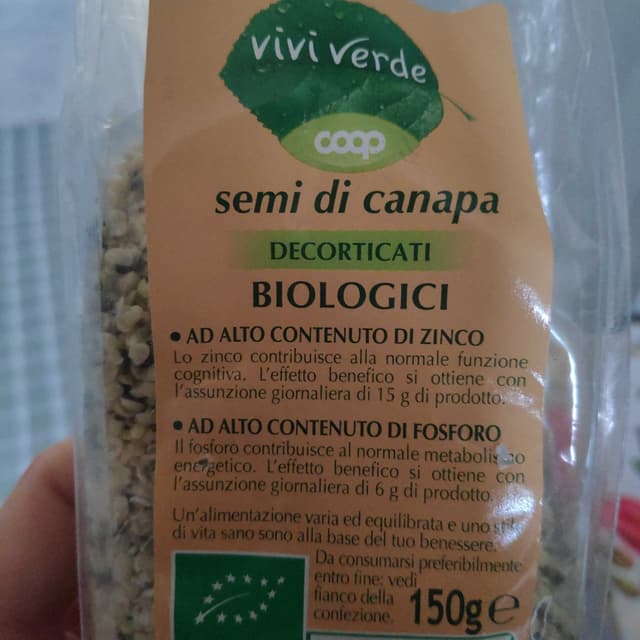 vivi verde
coop
semi di canapa
DECORTICATI
BIOLOGICI
• AD ALTO CONTENUTO DI ZINCO
Lo zinco contribuisce alla normale funzione
cognitiva. L'effetto benefico si ottiene con
l'assunzione giornaliera di 15 g di prodotto.
• AD ALTO CONTENUTO DI FOSFORO
Il fosforo contribuisce al normale metabolismo
energetico. L'effetto benefico si ottiene con
l'assunzione giornaliera di 6 g di prodotto.
Un'alimentazione varia ed equilibrata e uno stile
di vita sano sono alla base del tuo benessere.
Da consumarsi preferibilmente
entro fine: vedi
fianco della
confezione.
150g e